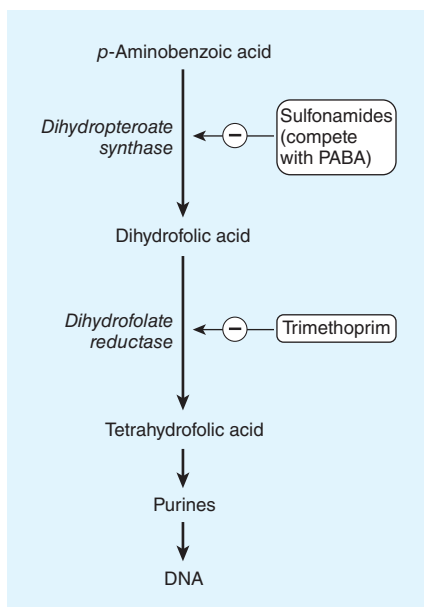 p-Aminobenzoic acid
Dihydropteroate
synthase
−
Sulfonamides
(compete
with PABA)
Dihydrofolic acid
Dihydrofolate
reductase
−
Trimethoprim
Tetrahydrofolic acid
Purines
DNA